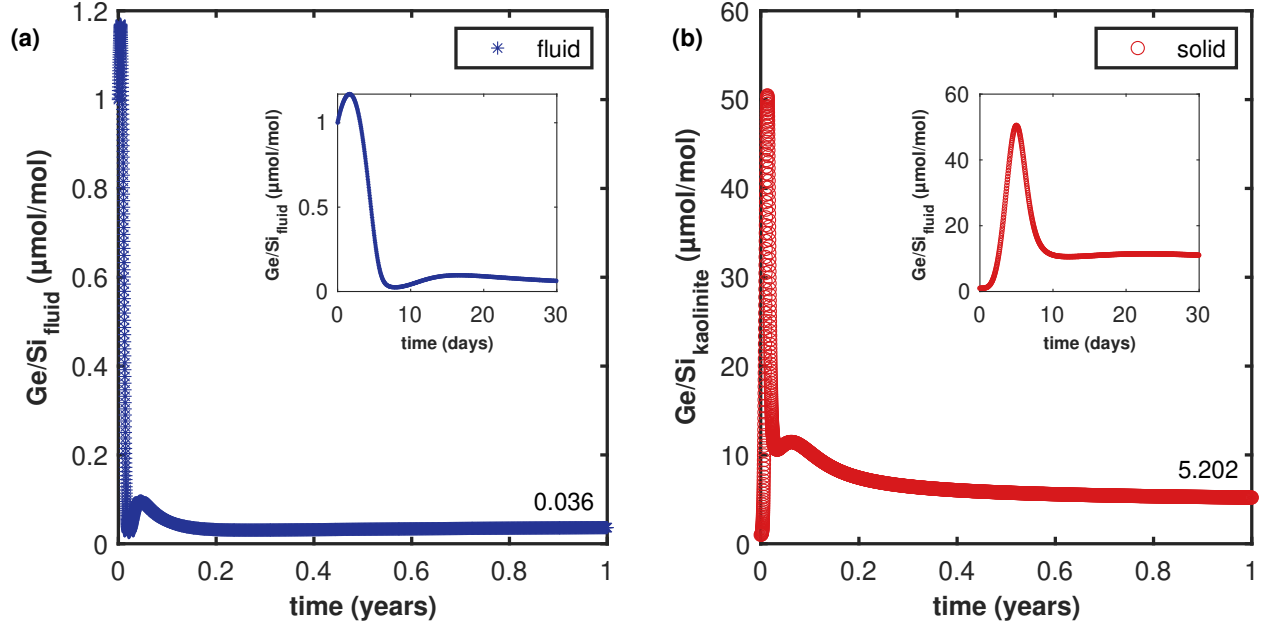 (a)
fluid
Ge/Si_fluid (µmol/mol)
1.2
1
0.8
0.6
0.4
0.2
0
0 0.2 0.4 0.6 0.8 1
time (years)
0.036
Ge/Si_fluid (µmol/mol)
1
0.5
0
0 10 20 30
time (days)
(b)
solid
Ge/Si_kaolinite (µmol/mol)
60
50
40
30
20
10
0
0 0.2 0.4 0.6 0.8 1
time (years)
5.202
Ge/Si_fluid (µmol/mol)
60
40
20
0
0 10 20 30
time (days)